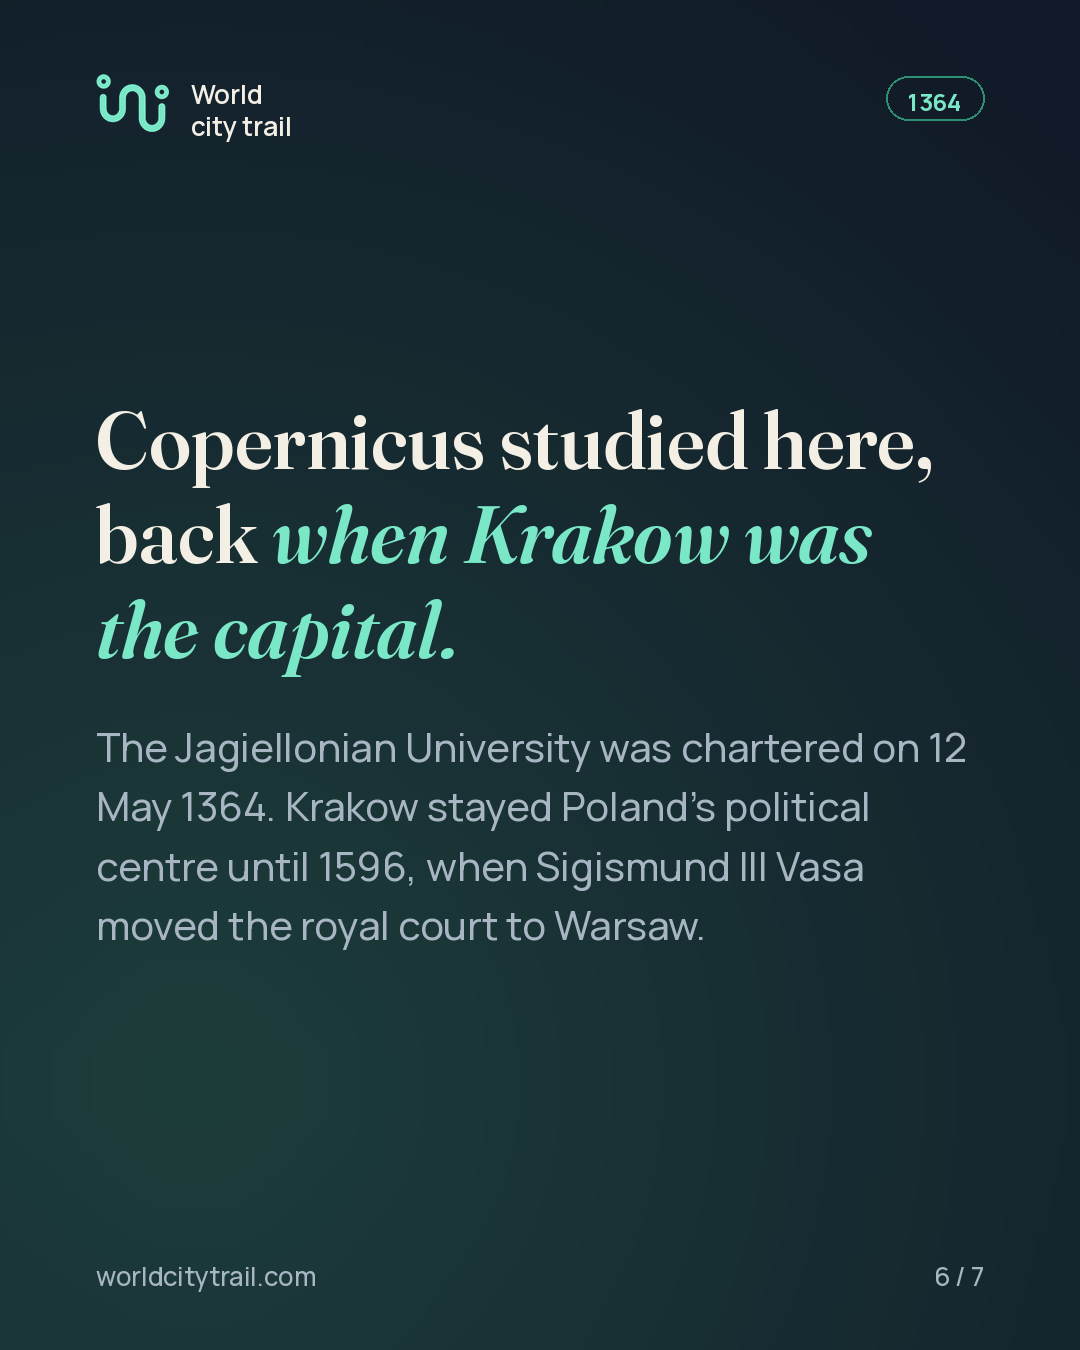 World
city trail
1364
Copernicus studied here,
back when Krakow was
the capital.
The Jagiellonian University was chartered on 12
May 1364. Krakow stayed Poland’s political
centre until 1596, when Sigismund III Vasa
moved the royal court to Warsaw.
worldcitytrail.com
6 / 7